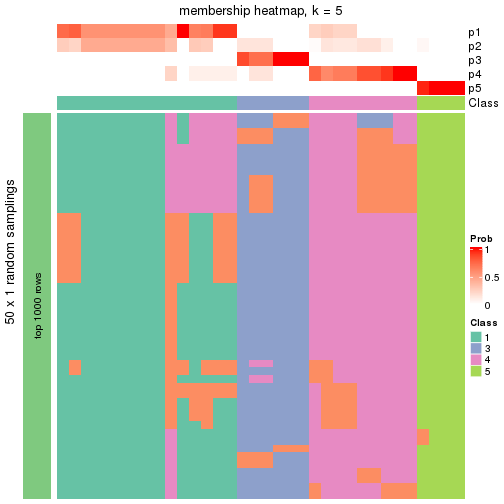 membership heatmap, k = 5
p1
p2
p3
p4
p5
Class
50 x 1 random samplings
top 1000 rows
Prob
1
0.5
0
Class
1
3
4
5